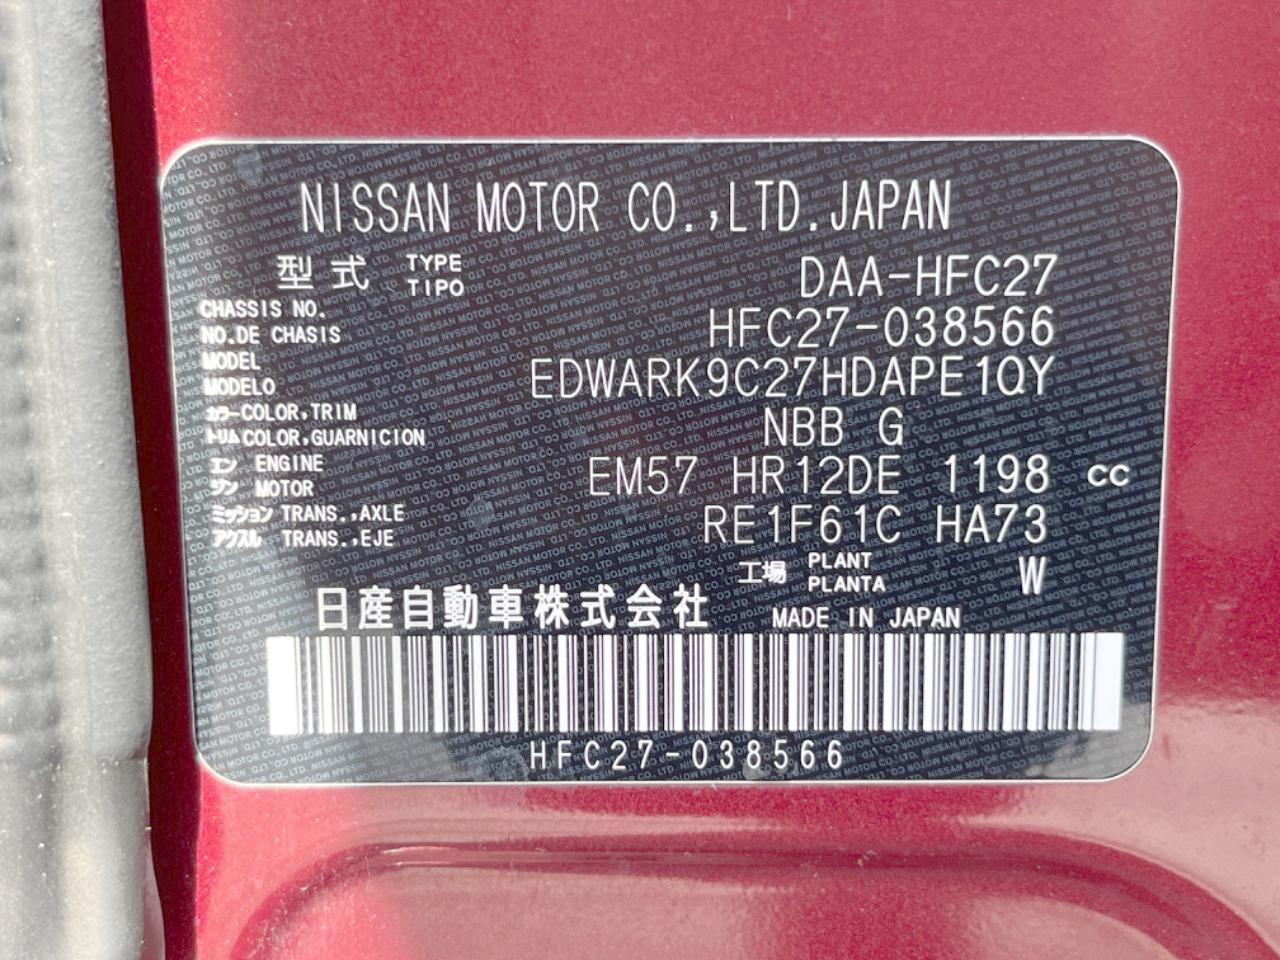 NISSAN MOTOR CO.,LTD.JAPAN
型式 TYPE TIPO DAA-HFC27
CHASSIS NO. NO.DE CHASIS HFC27-038566
MODEL MODELO EDWARK9C27HDAPE1QY
カラー COLOR,TRIM トリム COLOR,GUARNICION NBB G
エンジン ENGINE MOTOR EM57 HR12DE 1198 cc
ミッション TRANS.,AXLE アクスル TRANS.,EJE RE1F61C HA73
工場 PLANT PLANTA W
日産自動車株式会社 MADE IN JAPAN
HFC27-038566